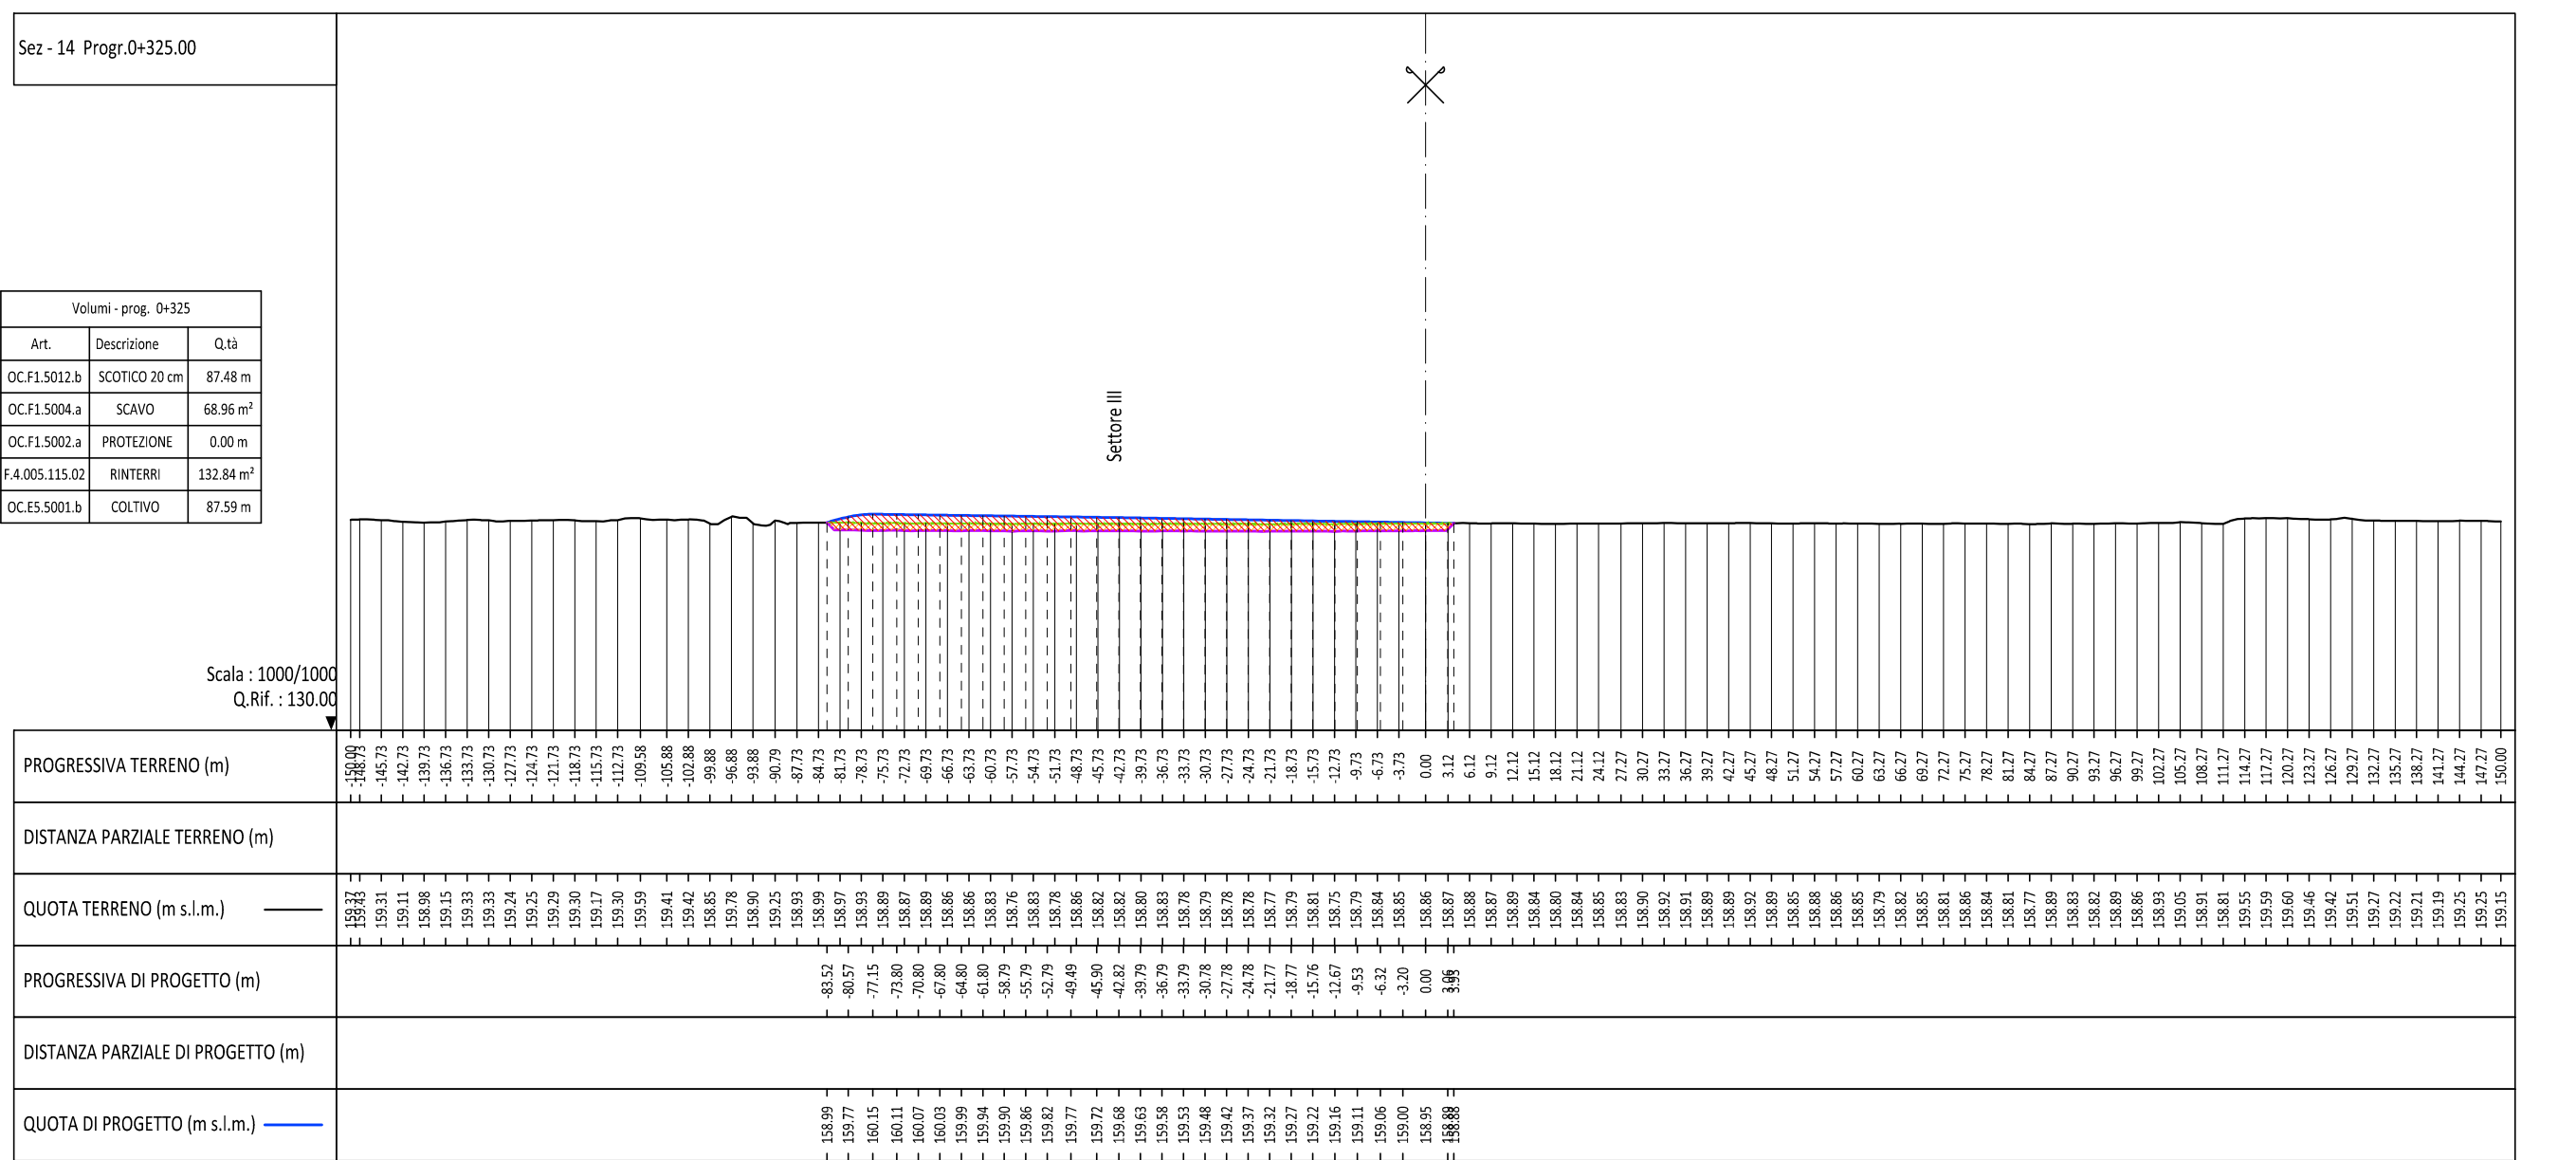 Sez - 14 Progr.0+325.00
Volumi - prog. 0+325
Art. Descrizione Q.tà
OC.F1.5012.b SCOTICO 20 cm 87.48 m
OC.F1.5004.a SCAVO 68.96 m²
OC.F1.5002.a PROTEZIONE 0.00 m
F.4.005.115.02 RINTERRI 132.84 m²
OC.E5.5001.b COLTIVO 87.59 m
Settore III
Scala : 1000/1000
Q.Rif. : 130.00
PROGRESSIVA TERRENO (m) -150.00 -148.73 -145.73 -142.73 -139.73 -136.73 -133.73 -130.73 -127.73 -124.73 -121.73 -118.73 -115.73 -112.73 -109.58 -105.88 -102.88 -99.88 -96.88 -93.88 -90.79 -87.73 -84.73 -81.73 -78.73 -75.73 -72.73 -69.73 -66.73 -63.73 -60.73 -57.73 -54.73 -51.73 -48.73 -45.73 -42.73 -39.73 -36.73 -33.73 -30.73 -27.73 -24.73 -21.73 -18.73 -15.73 -12.73 -9.73 -6.73 -3.73 0.00 3.12 6.12 9.12 12.12 15.12 18.12 21.12 24.12 27.27 30.27 33.27 36.27 39.27 42.27 45.27 48.27 51.27 54.27 57.27 60.27 63.27 66.27 69.27 72.27 75.27 78.27 81.27 84.27 87.27 90.27 93.27 96.27 99.27 102.27 105.27 108.27 111.27 114.27 117.27 120.27 123.27 126.27 129.27 132.27 135.27 138.27 141.27 144.27 147.27 150.00
DISTANZA PARZIALE TERRENO (m)
QUOTA TERRENO (m s.l.m.) 159.37 159.43 159.31 159.11 158.98 159.15 159.33 159.33 159.24 159.25 159.29 159.30 159.17 159.30 159.59 159.41 159.42 158.85 159.78 158.90 159.25 158.93 158.99 158.97 158.93 158.89 158.87 158.89 158.86 158.86 158.83 158.76 158.83 158.78 158.86 158.82 158.82 158.80 158.83 158.78 158.79 158.78 158.78 158.77 158.79 158.81 158.75 158.79 158.84 158.85 158.86 158.87 158.88 158.87 158.89 158.84 158.80 158.84 158.85 158.83 158.90 158.92 158.91 158.89 158.89 158.92 158.89 158.85 158.88 158.86 158.85 158.79 158.82 158.85 158.81 158.86 158.84 158.81 158.77 158.89 158.83 158.82 158.89 158.86 158.93 159.05 158.91 158.81 159.55 159.59 159.60 159.46 159.42 159.51 159.27 159.22 159.21 159.19 159.25 159.25 159.15
PROGRESSIVA DI PROGETTO (m) -83.52 -80.57 -77.15 -73.80 -70.80 -67.80 -64.80 -61.80 -58.79 -55.79 -52.79 -49.49 -45.90 -42.82 -39.79 -36.79 -33.79 -30.78 -27.78 -24.78 -21.77 -18.77 -15.76 -12.67 -9.53 -6.32 -3.20 0.00 3.06
DISTANZA PARZIALE DI PROGETTO (m)
QUOTA DI PROGETTO (m s.l.m.) 158.99 159.77 160.15 160.11 160.07 160.03 159.99 159.94 159.90 159.86 159.82 159.77 159.72 159.68 159.63 159.58 159.53 159.48 159.42 159.37 159.32 159.27 159.22 159.16 159.11 159.06 159.00 158.95 158.89 158.88